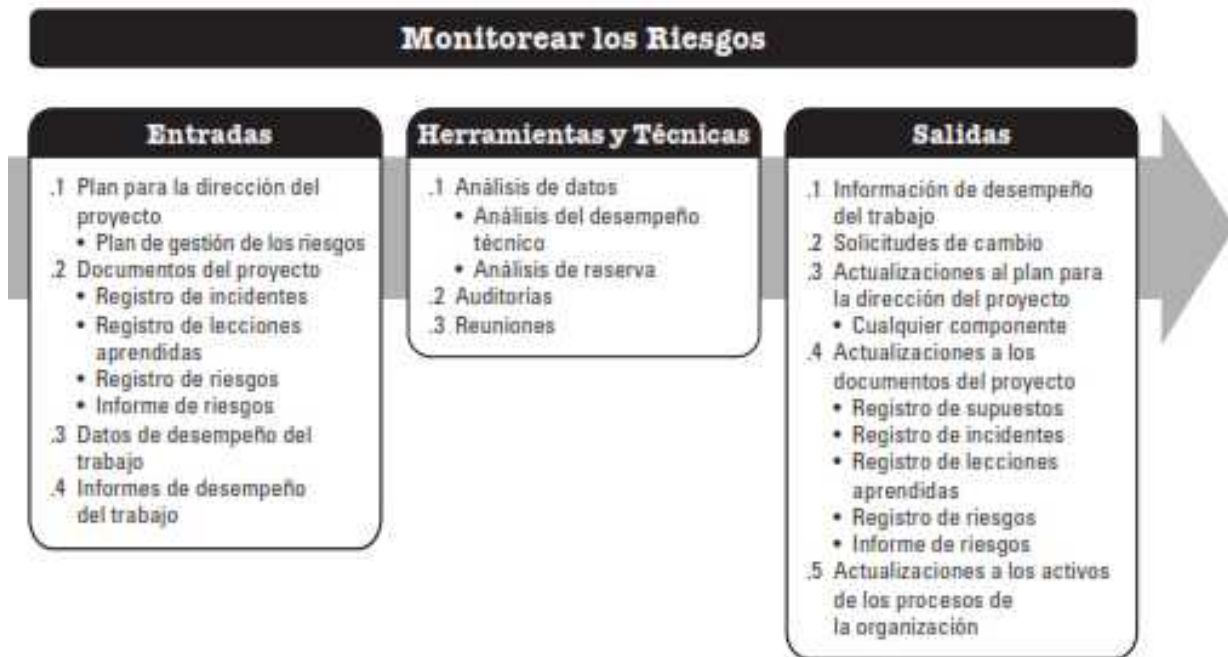 Monitorear los Riesgos
Entradas
.1 Plan para la dirección del
proyecto
• Plan de gestión de los riesgos
.2 Documentos del proyecto
• Registro de incidentes
• Registro de lecciones
aprendidas
• Registro de riesgos
• Informe de riesgos
.3 Datos de desempeño del
trabajo
.4 Informes de desempeño
del trabajo
Herramientas y Técnicas
.1 Análisis de datos
• Análisis del desempeño
técnico
• Análisis de reserva
.2 Auditorías
.3 Reuniones
Salidas
.1 Información de desempeño
del trabajo
.2 Solicitudes de cambio
.3 Actualizaciones al plan para
la dirección del proyecto
• Cualquier componente
.4 Actualizaciones a los
documentos del proyecto
• Registro de supuestos
• Registro de incidentes
• Registro de lecciones
aprendidas
• Registro de riesgos
• Informe de riesgos
.5 Actualizaciones a los activos
de los procesos de
la organización